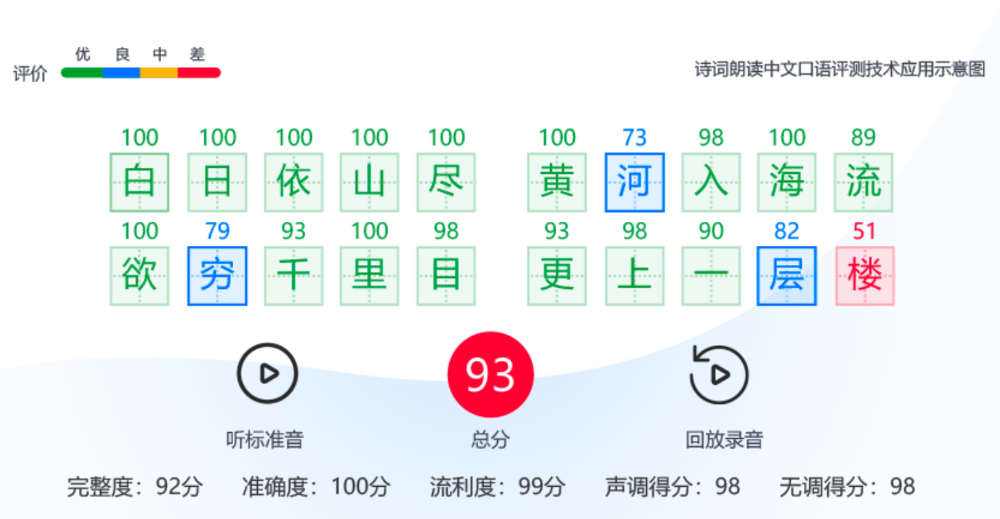 优 良 中 差
评价
诗词朗读中文口语评测技术应用示意图
100 100 100 100 100 100 73 98 100 89
白 日 依 山 尽 黄 河 入 海 流
100 79 93 100 98 93 98 90 82 51
欲 穷 千 里 目 更 上 一 层 楼
93
听标准音 总分 回放录音
完整度：92分 准确度：100分 流利度：99分 声调得分：98 无调得分：98